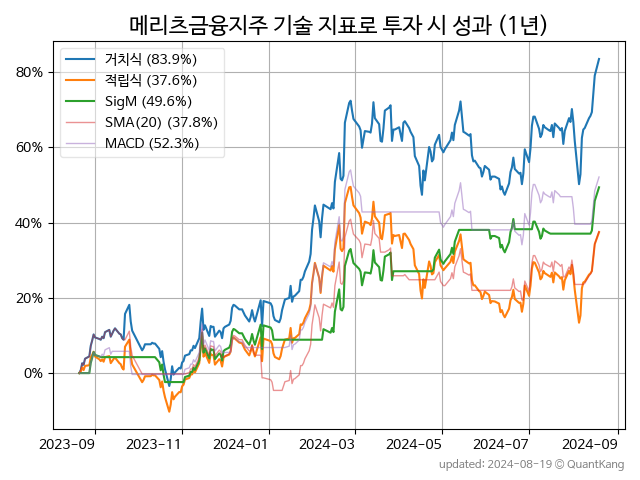 메리츠금융지주 기술 지표로 투자 시 성과 (1년)
거치식 (83.9%)
적립식 (37.6%)
SigM (49.6%)
SMA(20) (37.8%)
MACD (52.3%)
80%
60%
40%
20%
0%
2023-09 2023-11 2024-01 2024-03 2024-05 2024-07 2024-09
updated: 2024-08-19 © QuantKang